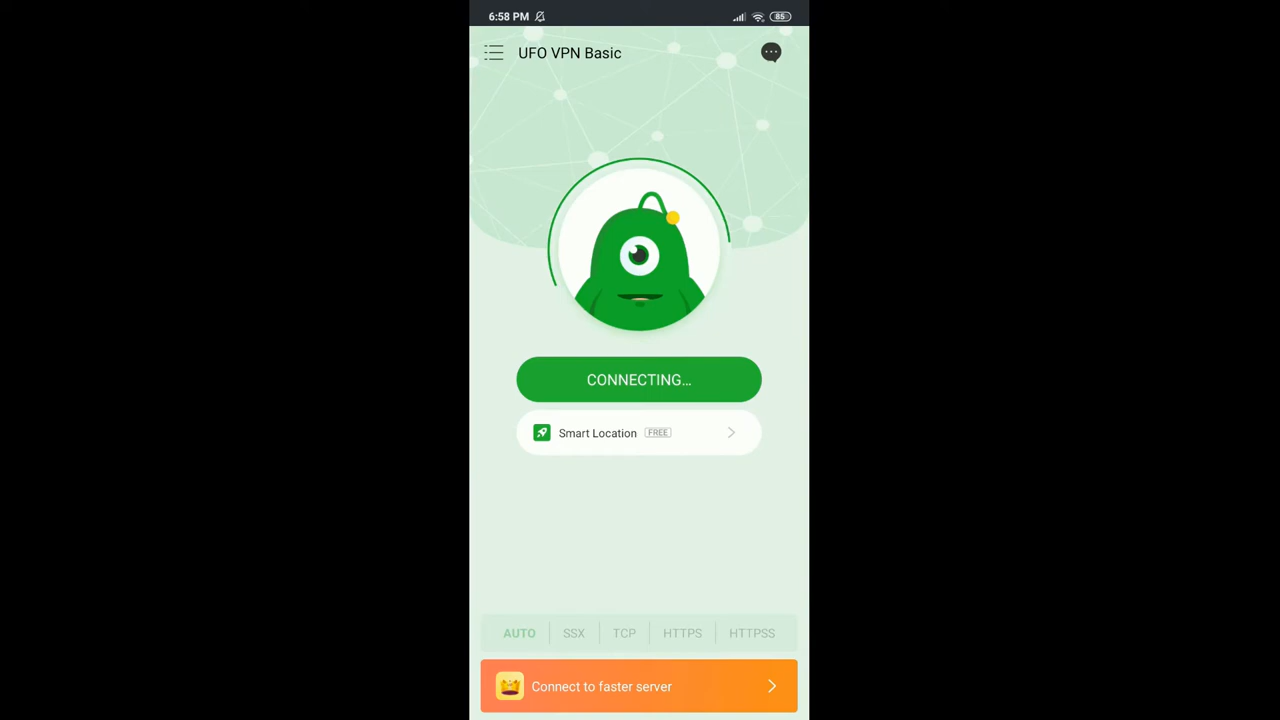 6:58 PM
85
UFO VPN Basic
CONNECTING...
Smart Location FREE
AUTO SSX TCP HTTPS HTTPSS
Connect to faster server